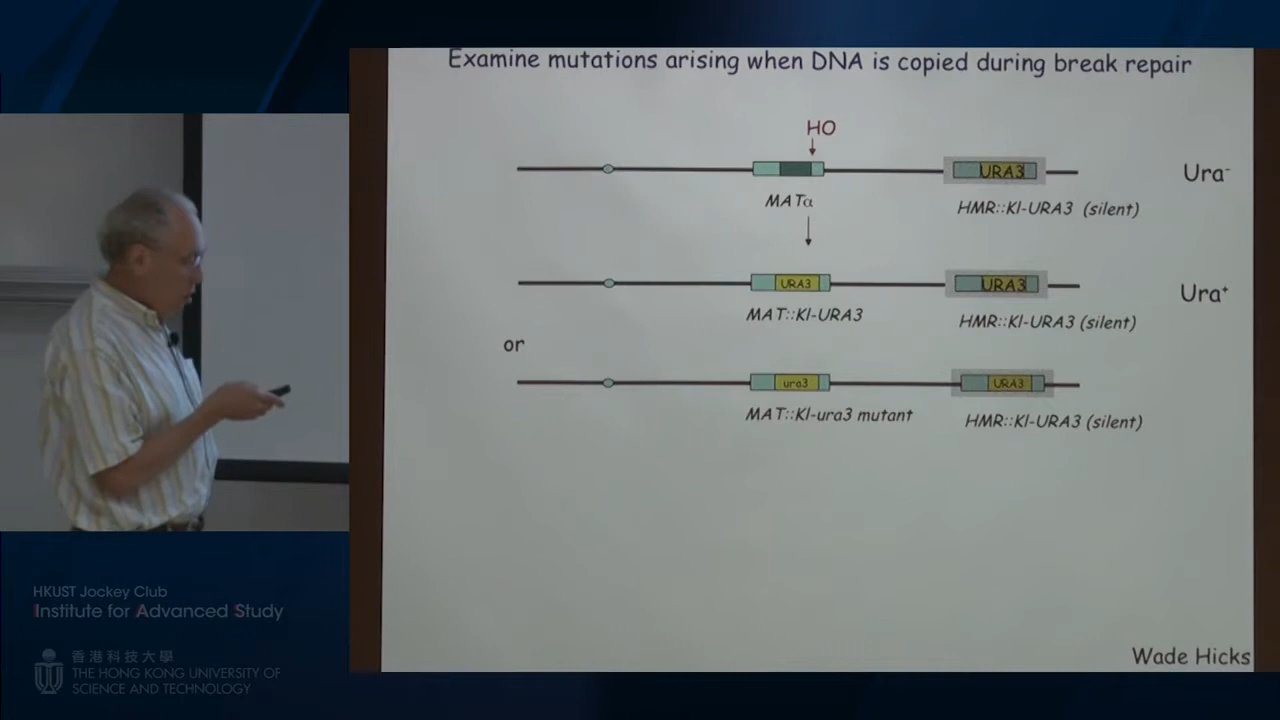 Examine mutations arising when DNA is copied during break repair
HO
URA3
Ura⁻
MATα
HMR::Kl-URA3 (silent)
URA3
URA3
Ura⁺
MAT::Kl-URA3
HMR::Kl-URA3 (silent)
or
ura3
URA3
MAT::Kl-ura3 mutant
HMR::Kl-URA3 (silent)
Wade Hicks
HKUST Jockey Club
Institute for Advanced Study
香港科技大學
THE HONG KONG UNIVERSITY OF
SCIENCE AND TECHNOLOGY